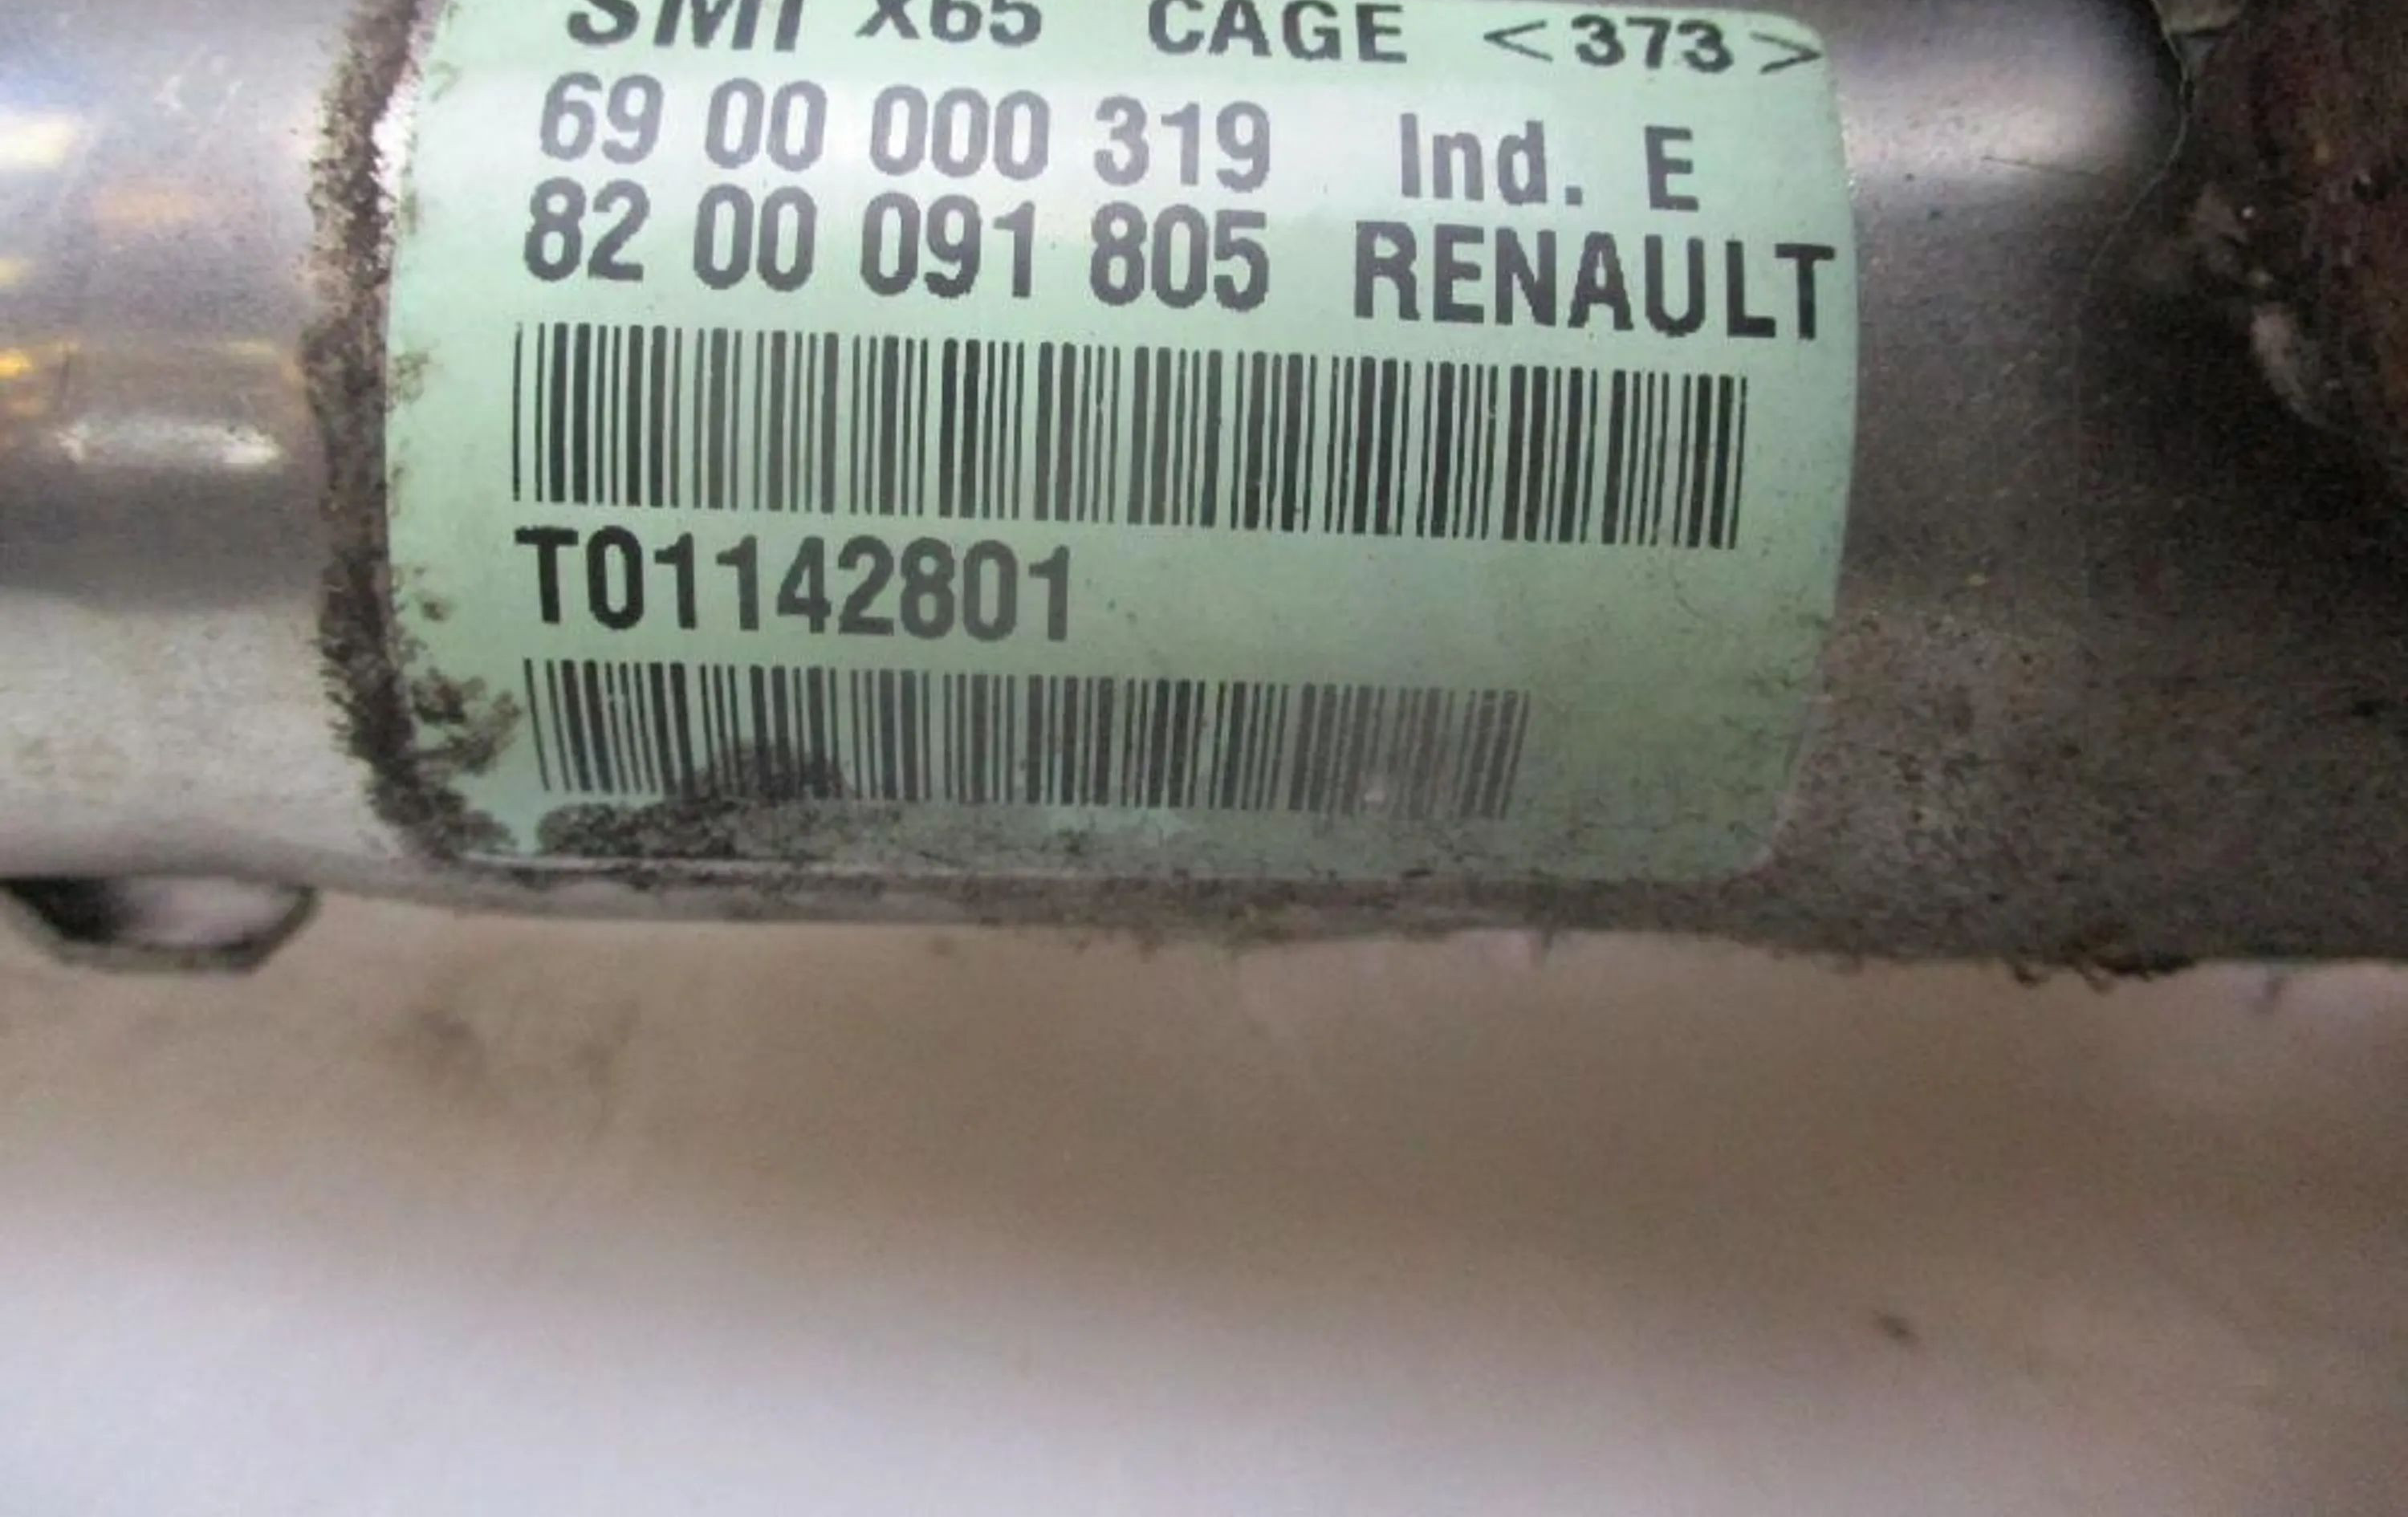 SMI X65 CAGE <373>
69 00 000 319 Ind. E
82 00 091 805 RENAULT
T01142801